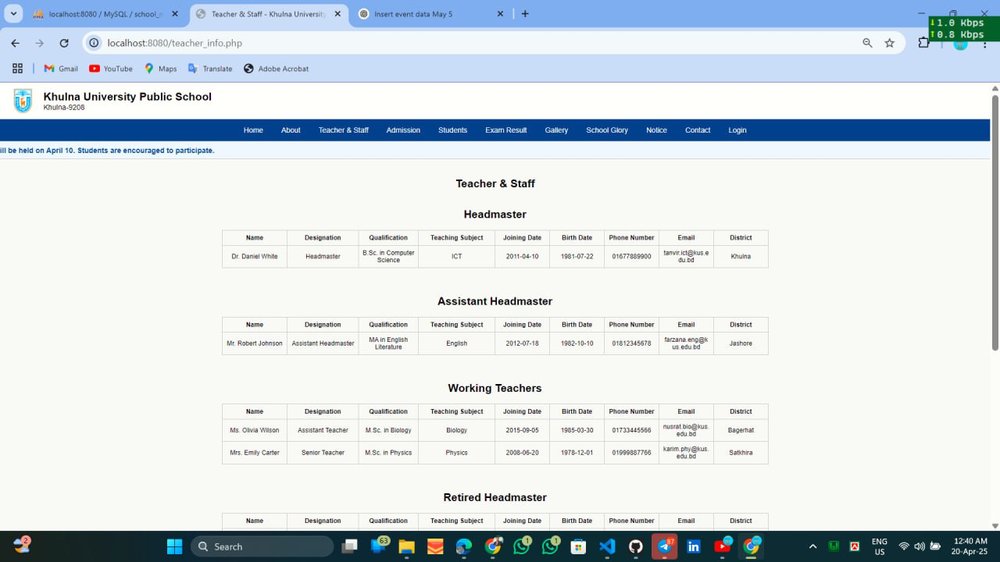 localhost:8080 / MySQL / school_m
Teacher & Staff - Khulna University
Insert event data May 5
1.0 Kbps
0.8 Kbps
localhost:8080/teacher_info.php
Gmail YouTube Maps Translate Adobe Acrobat
Khulna University Public School
Khulna-9208
Home About Teacher & Staff Admission Students Exam Result Gallery School Glory Notice Contact Login
ill be held on April 10. Students are encouraged to participate.
Teacher & Staff
Headmaster
Name Designation Qualification Teaching Subject Joining Date Birth Date Phone Number Email District
Dr. Daniel White Headmaster B.Sc. in Computer Science ICT 2011-04-10 1981-07-22 01677889900 tanvir.ict@kus.edu.bd Khulna
Assistant Headmaster
Name Designation Qualification Teaching Subject Joining Date Birth Date Phone Number Email District
Mr. Robert Johnson Assistant Headmaster MA in English Literature English 2012-07-18 1982-10-10 01812345678 farzana.eng@kus.edu.bd Jashore
Working Teachers
Name Designation Qualification Teaching Subject Joining Date Birth Date Phone Number Email District
Ms. Olivia Wilson Assistant Teacher M.Sc. in Biology Biology 2015-09-05 1985-03-30 01733445566 nusrat.bio@kus.edu.bd Bagerhat
Mrs. Emily Carter Senior Teacher M.Sc. in Physics Physics 2008-06-20 1978-12-01 01999887766 karim.phy@kus.edu.bd Satkhira
Retired Headmaster
Name Designation Qualification Teaching Subject Joining Date Birth Date Phone Number Email District
2
Search
63
1
1
87
ENG
US
12:40 AM
20-Apr-25